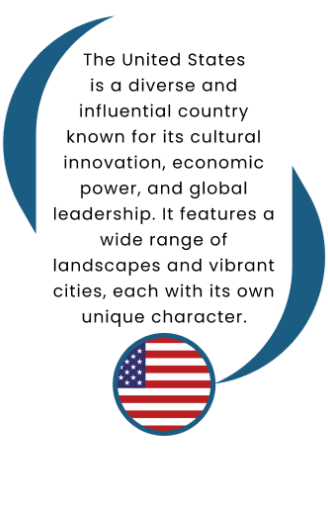 The United States
is a diverse and
influential country
known for its cultural
innovation, economic
power, and global
leadership. It features a
wide range of
landscapes and vibrant
cities, each with its own
unique character.